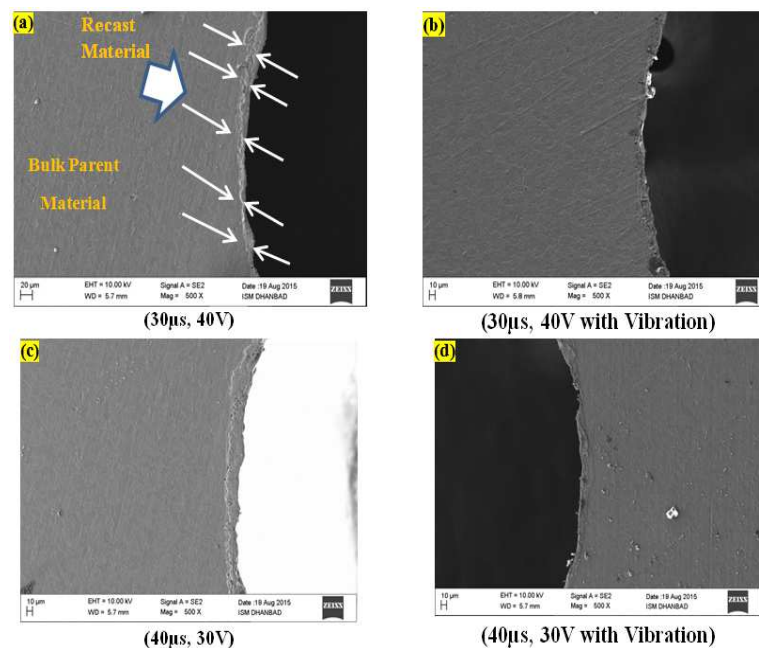 (a)
Recast
Material
Bulk Parent
Material
20 µm
EHT = 10.00 kV
WD = 5.7 mm
Signal A = SE2
Mag = 500 X
Date :19 Aug 2015
ISM DHANBAD
ZEISS
(30µs, 40V)
(b)
10 µm
EHT = 10.00 kV
WD = 5.8 mm
Signal A = SE2
Mag = 500 X
Date :19 Aug 2015
ISM DHANBAD
ZEISS
(30µs, 40V with Vibration)
(c)
10 µm
EHT = 10.00 kV
WD = 5.7 mm
Signal A = SE2
Mag = 500 X
Date :19 Aug 2015
ISM DHANBAD
ZEISS
(40µs, 30V)
(d)
10 µm
EHT = 10.00 kV
WD = 5.7 mm
Signal A = SE2
Mag = 500 X
Date :19 Aug 2015
ISM DHANBAD
ZEISS
(40µs, 30V with Vibration)